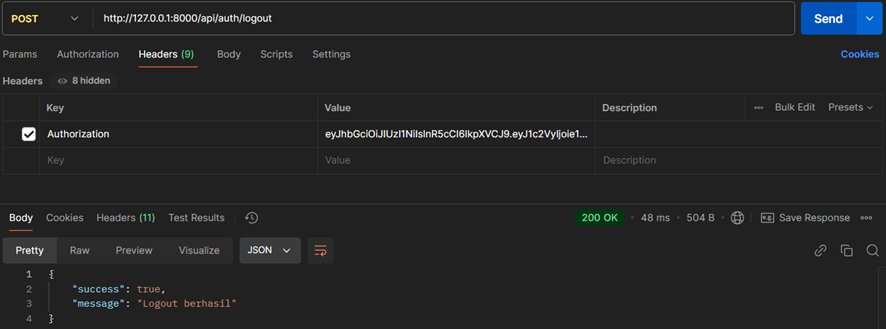 POST http://127.0.0.1:8000/api/auth/logout Send
Params Authorization Headers (9) Body Scripts Settings Cookies
Headers 8 hidden
Key Value Description ••• Bulk Edit Presets
Authorization eyJhbGciOiJIUzI1NiIsInR5cCI6IkpXVCJ9.eyJ1c2VyIjoie1...
Key Value Description
Body Cookies Headers (11) Test Results 200 OK • 48 ms • 504 B Save Response •••
Pretty Raw Preview Visualize JSON
1 {
2 "success": true,
3 "message": "Logout berhasil"
4 }